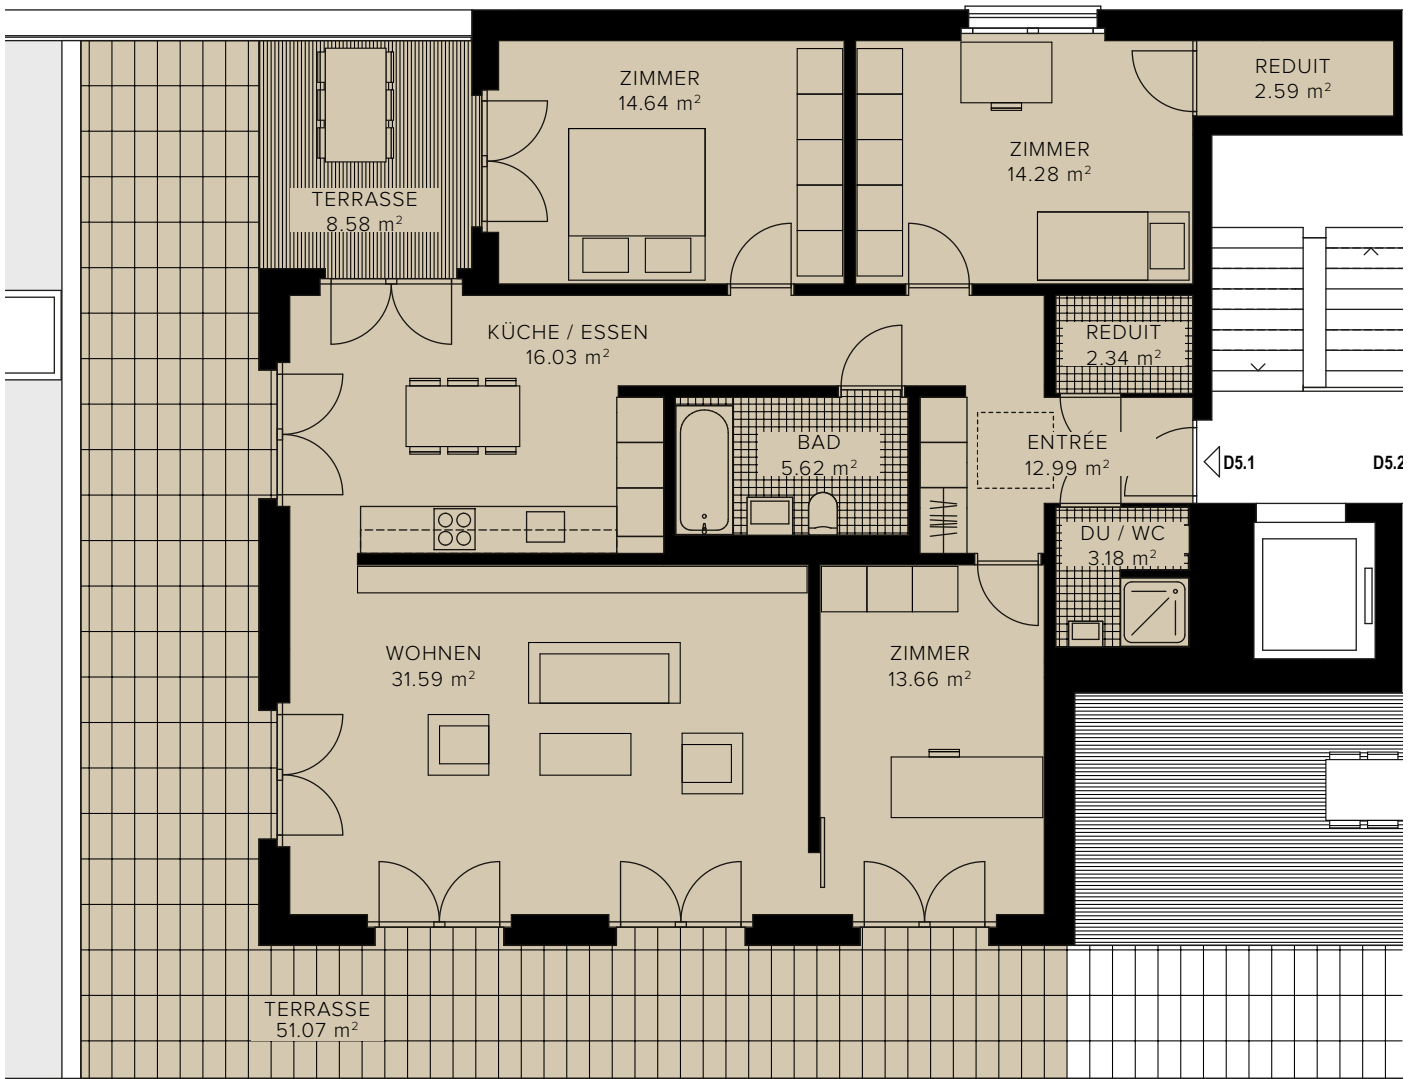 ZIMMER
14.64 m²
REDUIT
2.59 m²
ZIMMER
14.28 m²
TERRASSE
8.58 m²
KÜCHE / ESSEN
16.03 m²
REDUIT
2.34 m²
BAD
5.62 m²
ENTRÉE
12.99 m²
D5.1
D5.2
DU / WC
3.18 m²
WOHNEN
31.59 m²
ZIMMER
13.66 m²
TERRASSE
51.07 m²